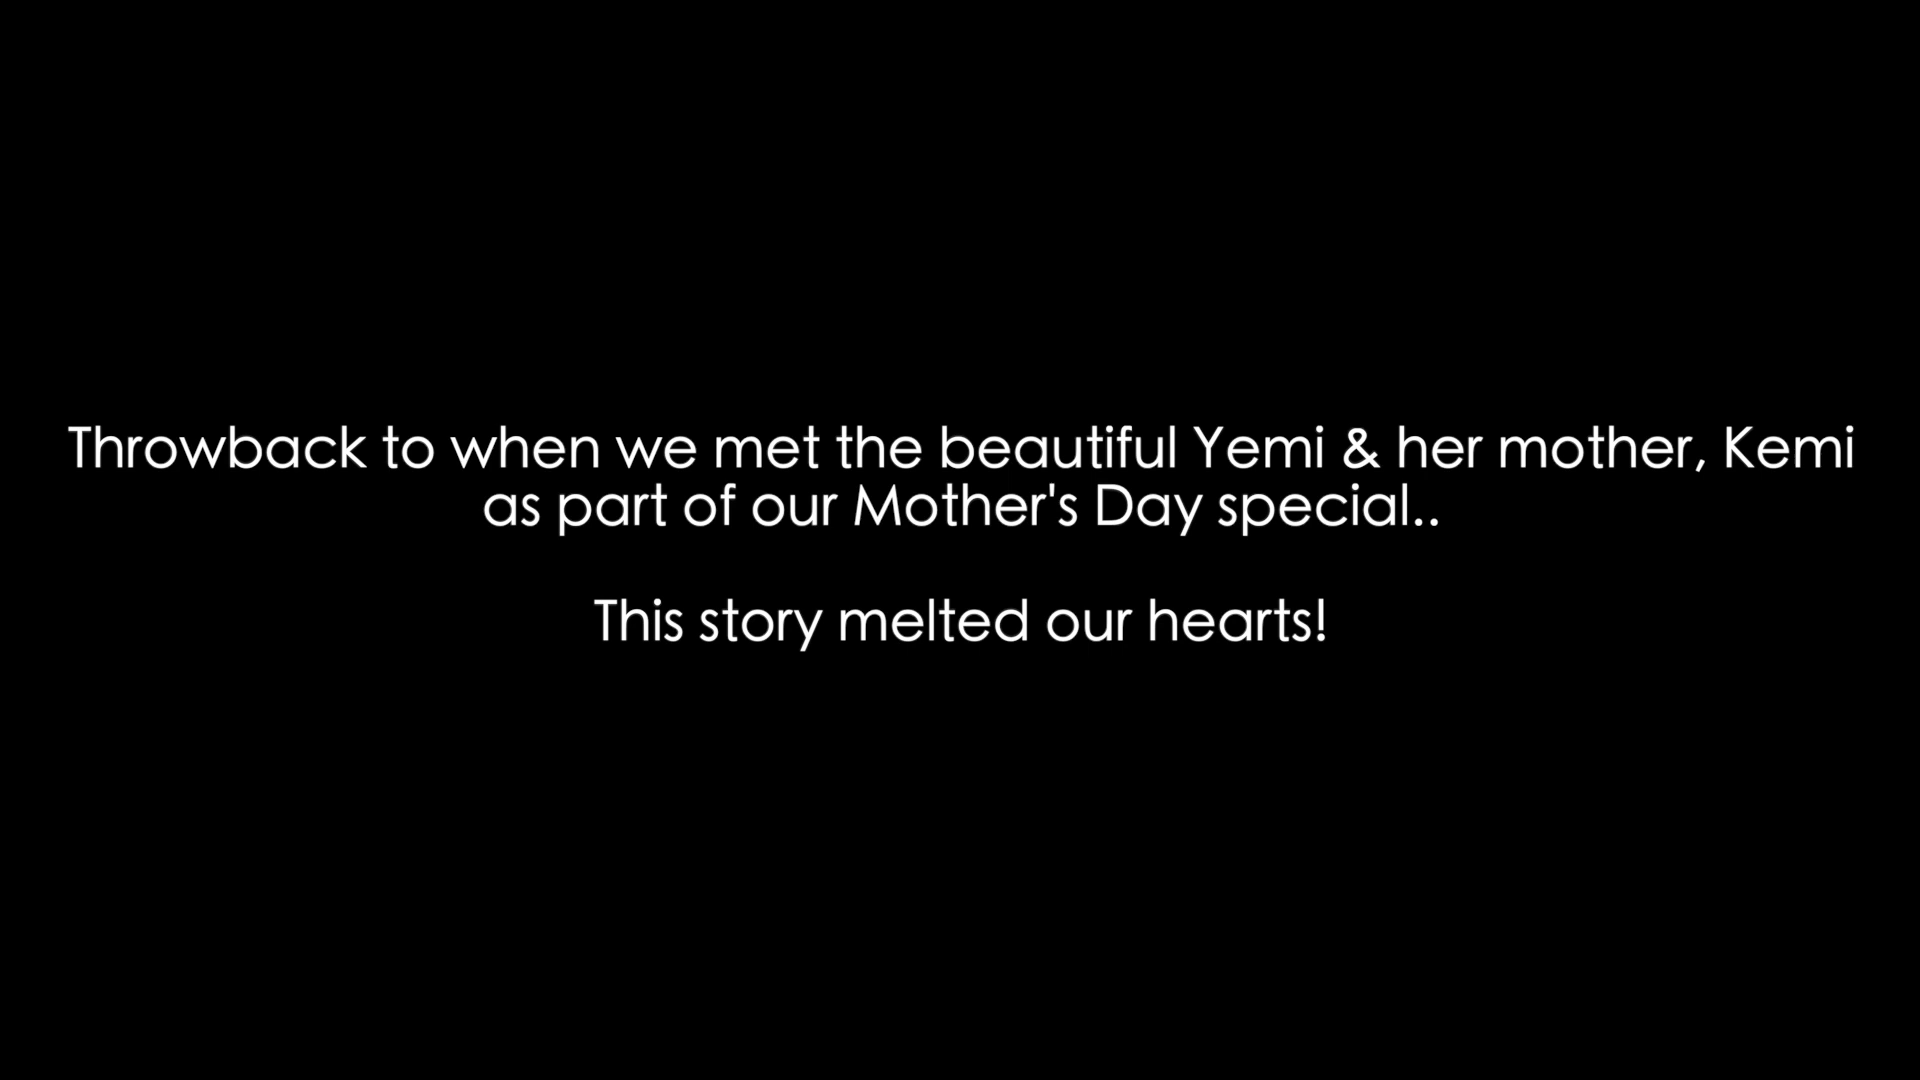 Throwback to when we met the beautiful Yemi & her mother, Kemi
as part of our Mother's Day special..
This story melted our hearts!